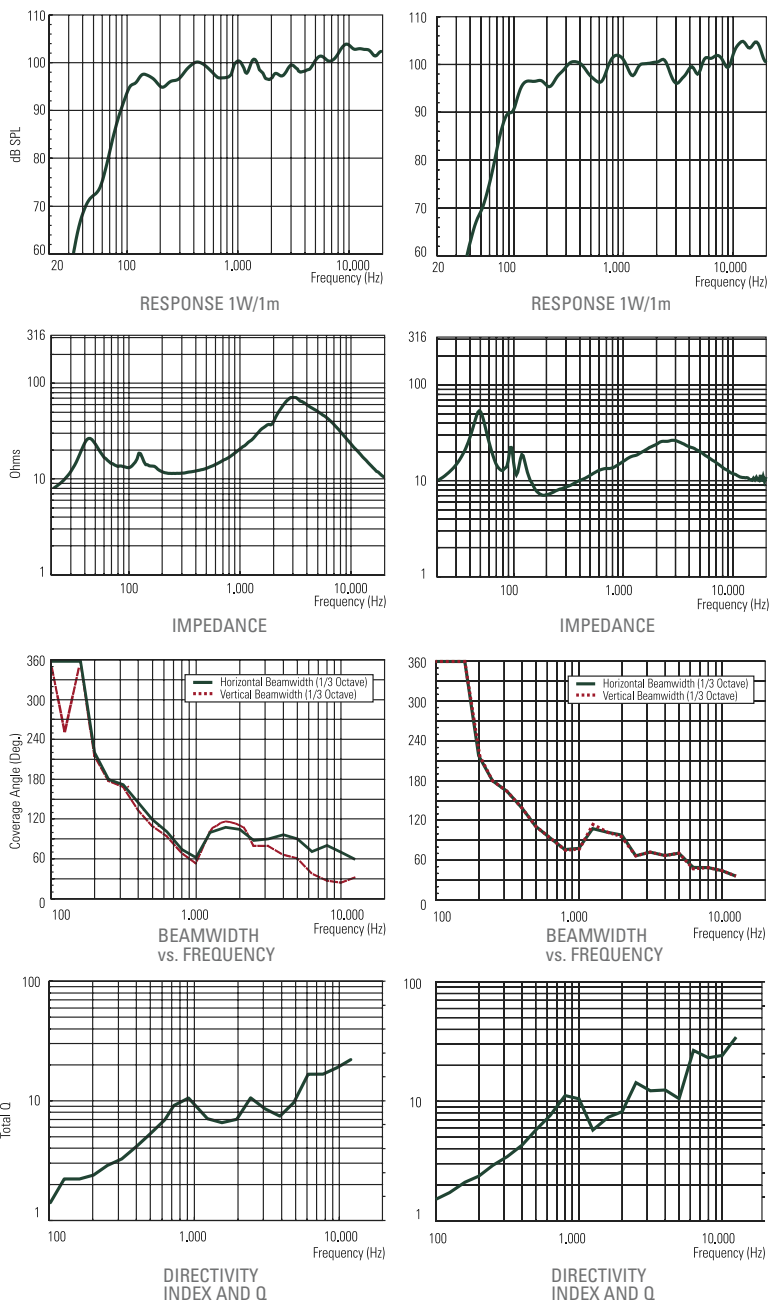 110
100
90
80
70
60
dB SPL
20
100
1.000
10.000
Frequency (Hz)
RESPONSE 1W/1m
110
100
90
80
70
60
20
100
1.000
10.000
Frequency (Hz)
RESPONSE 1W/1m
316
100
10
1
Ohms
100
1.000
10.000
Frequency (Hz)
IMPEDANCE
316
100
10
1
100
1.000
10.000
Frequency (Hz)
IMPEDANCE
360
300
240
180
120
60
0
Coverage Angle (Deg.)
Horizontal Beamwidth (1/3 Octave)
Vertical Beamwidth (1/3 Octave)
100
1.000
10.000
Frequency (Hz)
BEAMWIDTH
vs. FREQUENCY
360
300
240
180
120
60
0
Horizontal Beamwidth (1/3 Octave)
Vertical Beamwidth (1/3 Octave)
100
1.000
10.000
Frequency (Hz)
BEAMWIDTH
vs. FREQUENCY
100
10
1
Total Q
100
1.000
10.000
Frequency (Hz)
DIRECTIVITY
INDEX AND Q
100
10
1
100
1.000
10.000
Frequency (Hz)
DIRECTIVITY
INDEX AND Q